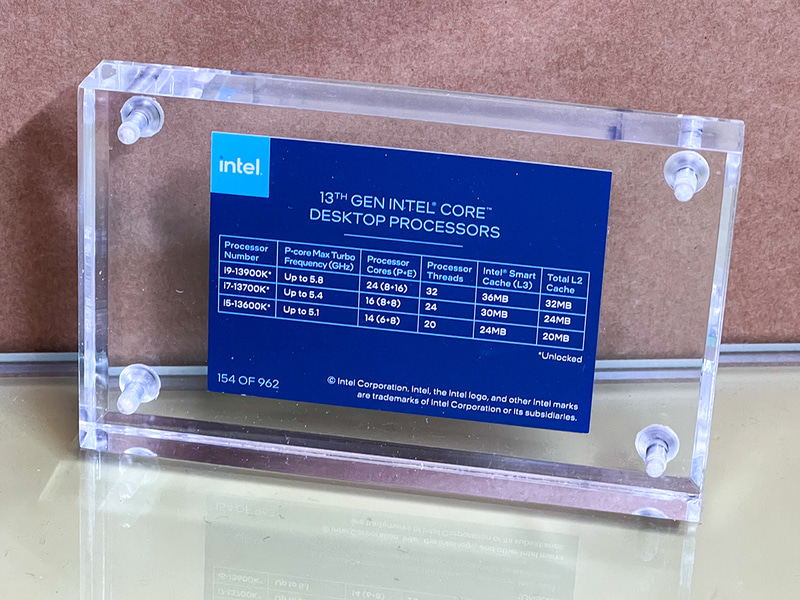 intel.
13TH GEN INTEL® CORE™
DESKTOP PROCESSORS
Processor Number P-core Max Turbo Frequency (GHz) Processor Cores (P+E) Processor Threads Intel® Smart Cache (L3) Total L2 Cache
i9-13900K* Up to 5.8 24 (8+16) 32 36MB 32MB
i7-13700K* Up to 5.4 16 (8+8) 24 30MB 24MB
i5-13600K* Up to 5.1 14 (6+8) 20 24MB 20MB
*Unlocked
154 OF 962
© Intel Corporation. Intel, the Intel logo, and other Intel marks
are trademarks of Intel Corporation or its subsidiaries.